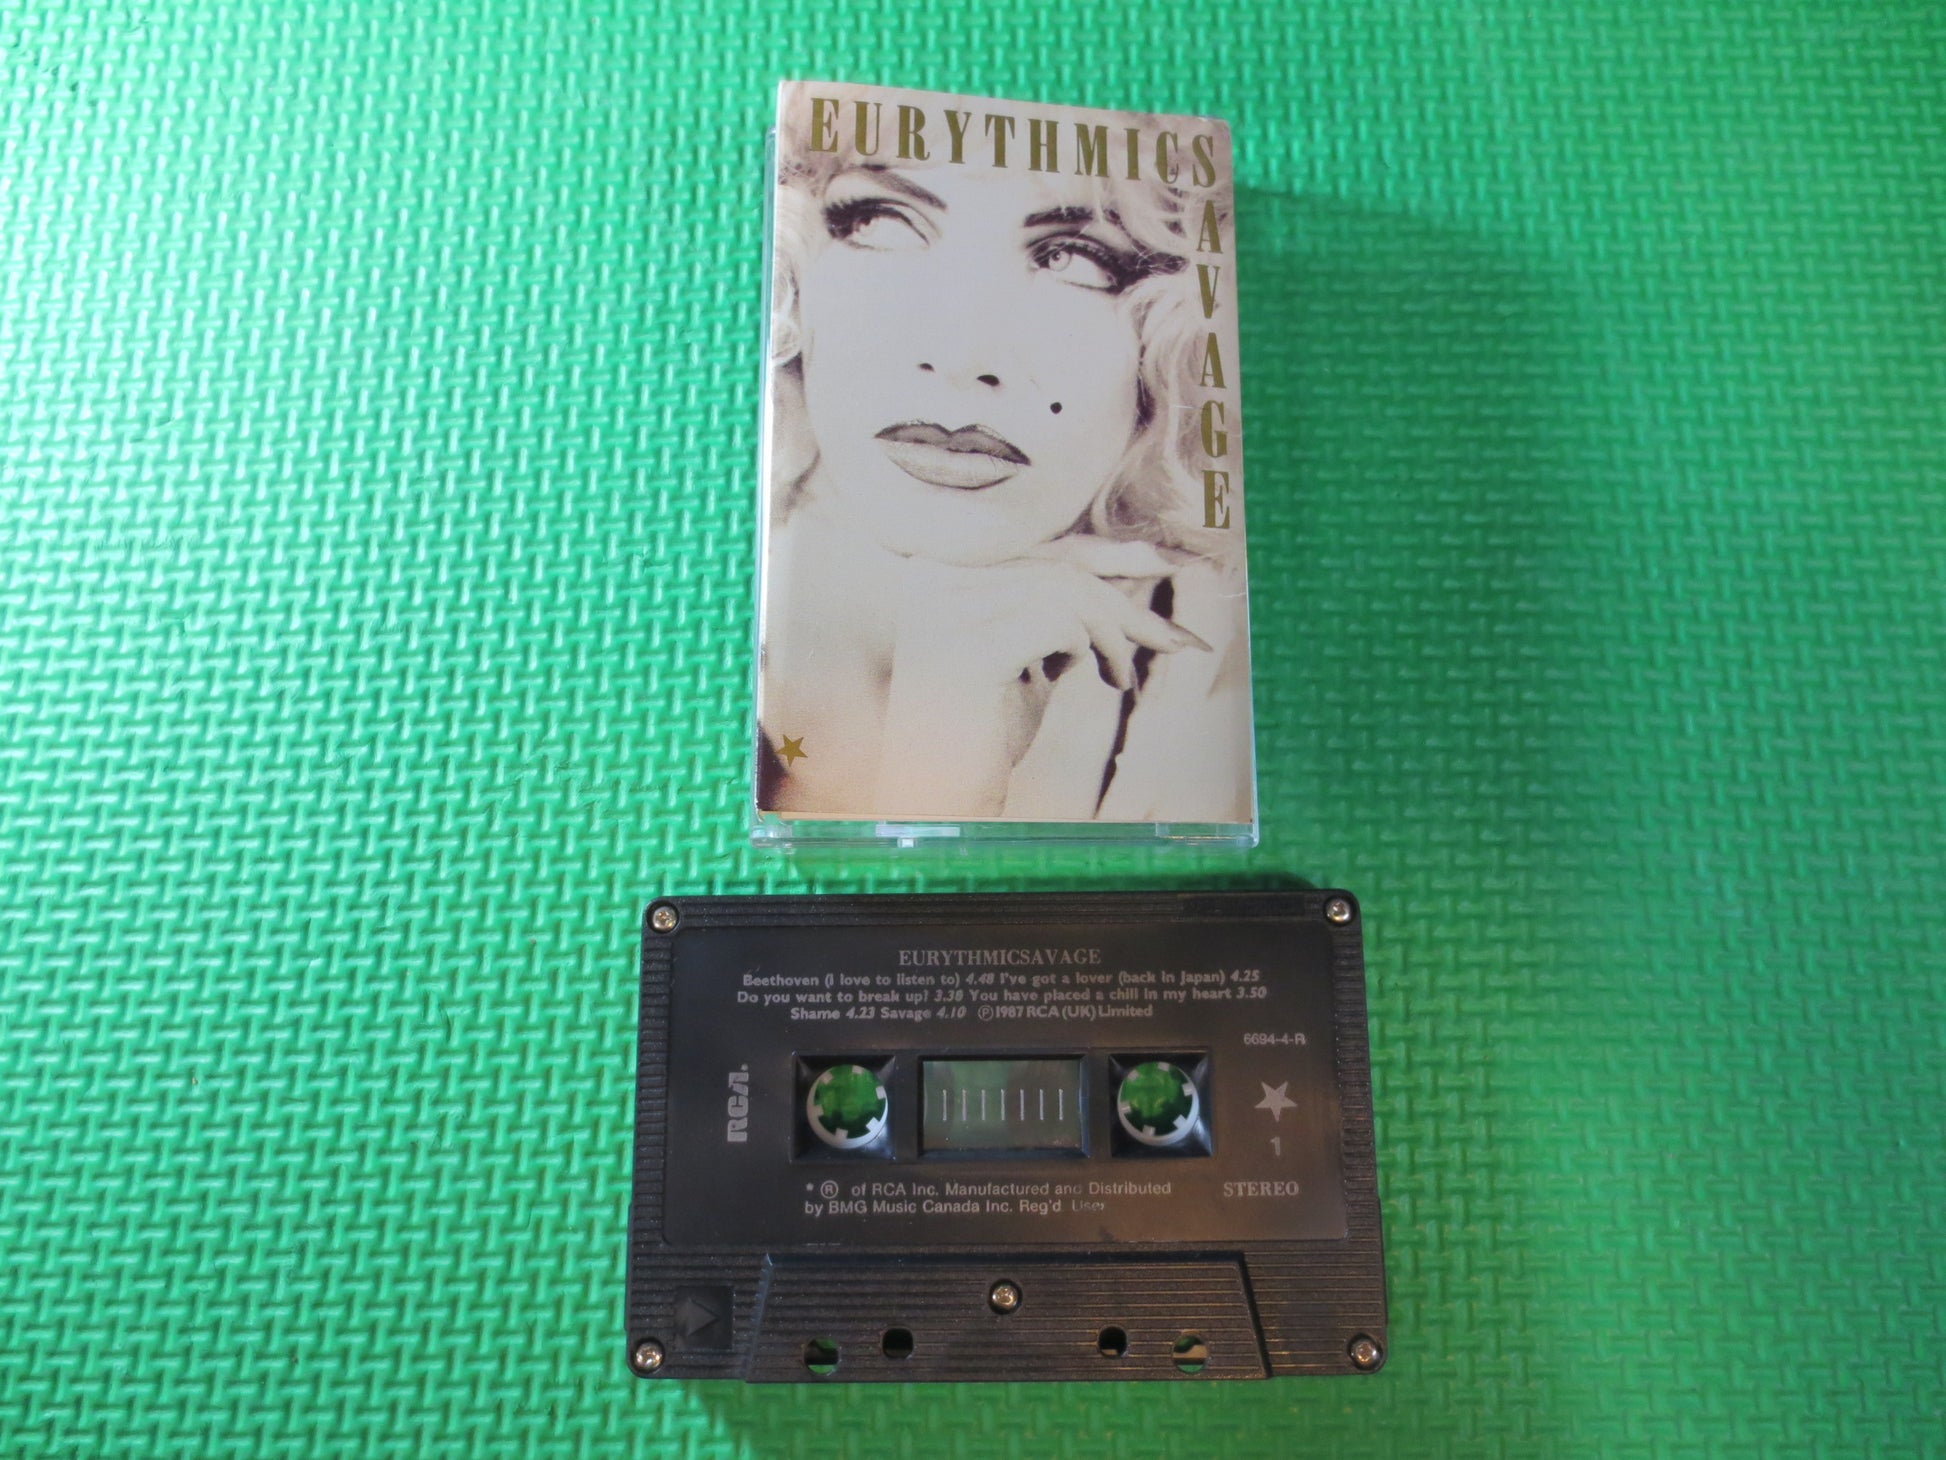 EURYTHMICSAVAGE
EURYTHMICSAVAGE
Beethoven (i love to listen to) 4.48 I've got a lover (back in Japan) 4.25
Do you want to break up? 3.38 You have placed a chill in my heart 3.50
Shame 4.23 Savage 4.10 ℗1987 RCA (UK) Limited
6694-4-R
RCA
1
* ® of RCA Inc. Manufactured and Distributed
by BMG Music Canada Inc. Reg'd User
STEREO